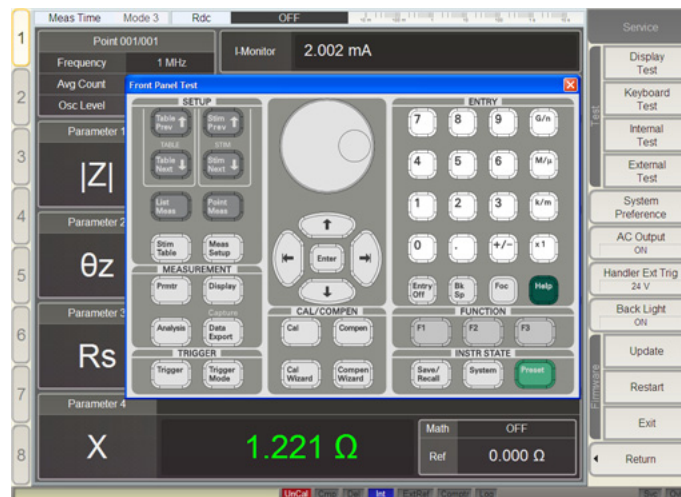 Meas Time Mode 3 Rdc OFF
1
2
3
4
5
6
7
8
Point 001/001
Frequency 1 MHz
Avg Count
Osc Level
I-Monitor 2.002 mA
Parameter 1
|Z|
Parameter 2
θz
Parameter 3
Rs
Parameter 4
X
1.221 Ω
Math OFF
Ref 0.000 Ω
Front Panel Test
SETUP
Table Prev
Stim Prev
TABLE STIM
Table Next
Stim Next
List Meas
Point Meas
Stim Table
Meas Setup
MEASUREMENT
Prmtr
Display
Capture
Analysis
Data Export
TRIGGER
Trigger
Trigger Mode
Enter
CAL/COMPEN
Cal
Compen
Cal Wizard
Compen Wizard
ENTRY
7 8 9 G/n
4 5 6 M/μ
1 2 3 k/m
0 . +/- x1
Entry Off
Bk Sp
Foc
Help
FUNCTION
F1 F2 F3
INSTR STATE
Save/Recall
System
Preset
Service
Test
Display Test
Keyboard Test
Internal Test
External Test
System Preference
AC Output
ON
Handler Ext Trig
24 V
Back Light
ON
Firmware
Update
Restart
Exit
Return
UnCal Cmp Dal Int ExtRef Comptr Log